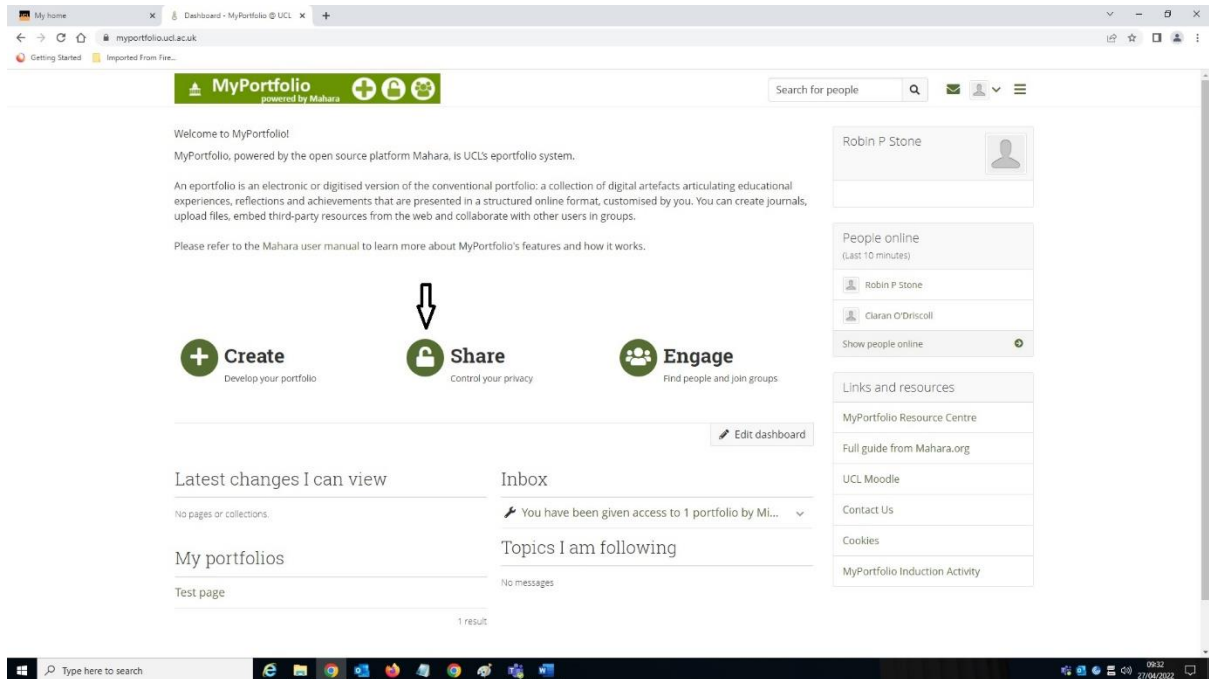 My home
Dashboard - MyPortfolio @ UCL
myportfolio.ucl.ac.uk
Getting Started
Imported From Fire...
MyPortfolio
powered by Mahara
Search for people
Welcome to MyPortfolio!
MyPortfolio, powered by the open source platform Mahara, is UCL's eportfolio system.
An eportfolio is an electronic or digitised version of the conventional portfolio: a collection of digital artefacts articulating educational
experiences, reflections and achievements that are presented in a structured online format, customised by you. You can create journals,
upload files, embed third-party resources from the web and collaborate with other users in groups.
Please refer to the Mahara user manual to learn more about MyPortfolio's features and how it works.
Create
Develop your portfolio
Share
Control your privacy
Engage
Find people and join groups
Edit dashboard
Latest changes I can view
No pages or collections.
My portfolios
Test page
1 result
Inbox
You have been given access to 1 portfolio by Mi...
Topics I am following
No messages
Robin P Stone
People online
(Last 10 minutes)
Robin P Stone
Ciaran O'Driscoll
Show people online
Links and resources
MyPortfolio Resource Centre
Full guide from Mahara.org
UCL Moodle
Contact Us
Cookies
MyPortfolio Induction Activity
Type here to search
09:32
27/04/2022